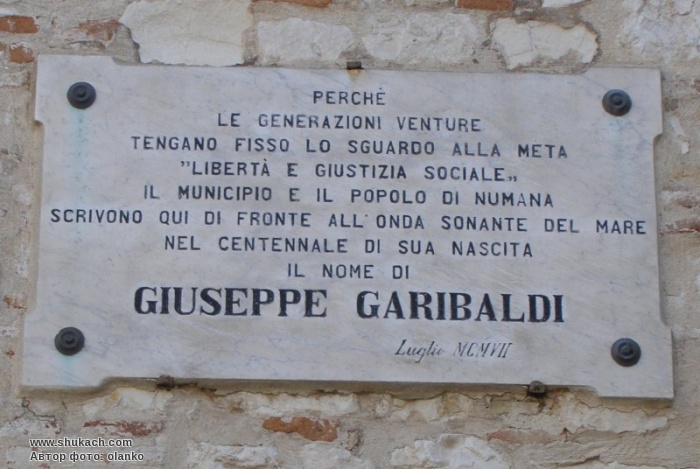 PERCHÈ
LE GENERAZIONI VENTURE
TENGANO FISSO LO SGUARDO ALLA META
"LIBERTÀ E GIUSTIZIA SOCIALE„
IL MUNICIPIO E IL POPOLO DI NUMANA
SCRIVONO QUI DI FRONTE ALL'ONDA SONANTE DEL MARE
NEL CENTENNALE DI SUA NASCITA
IL NOME DI
GIUSEPPE GARIBALDI
Luglio MCMVII
www.shukach.com
Автор фото: olanko